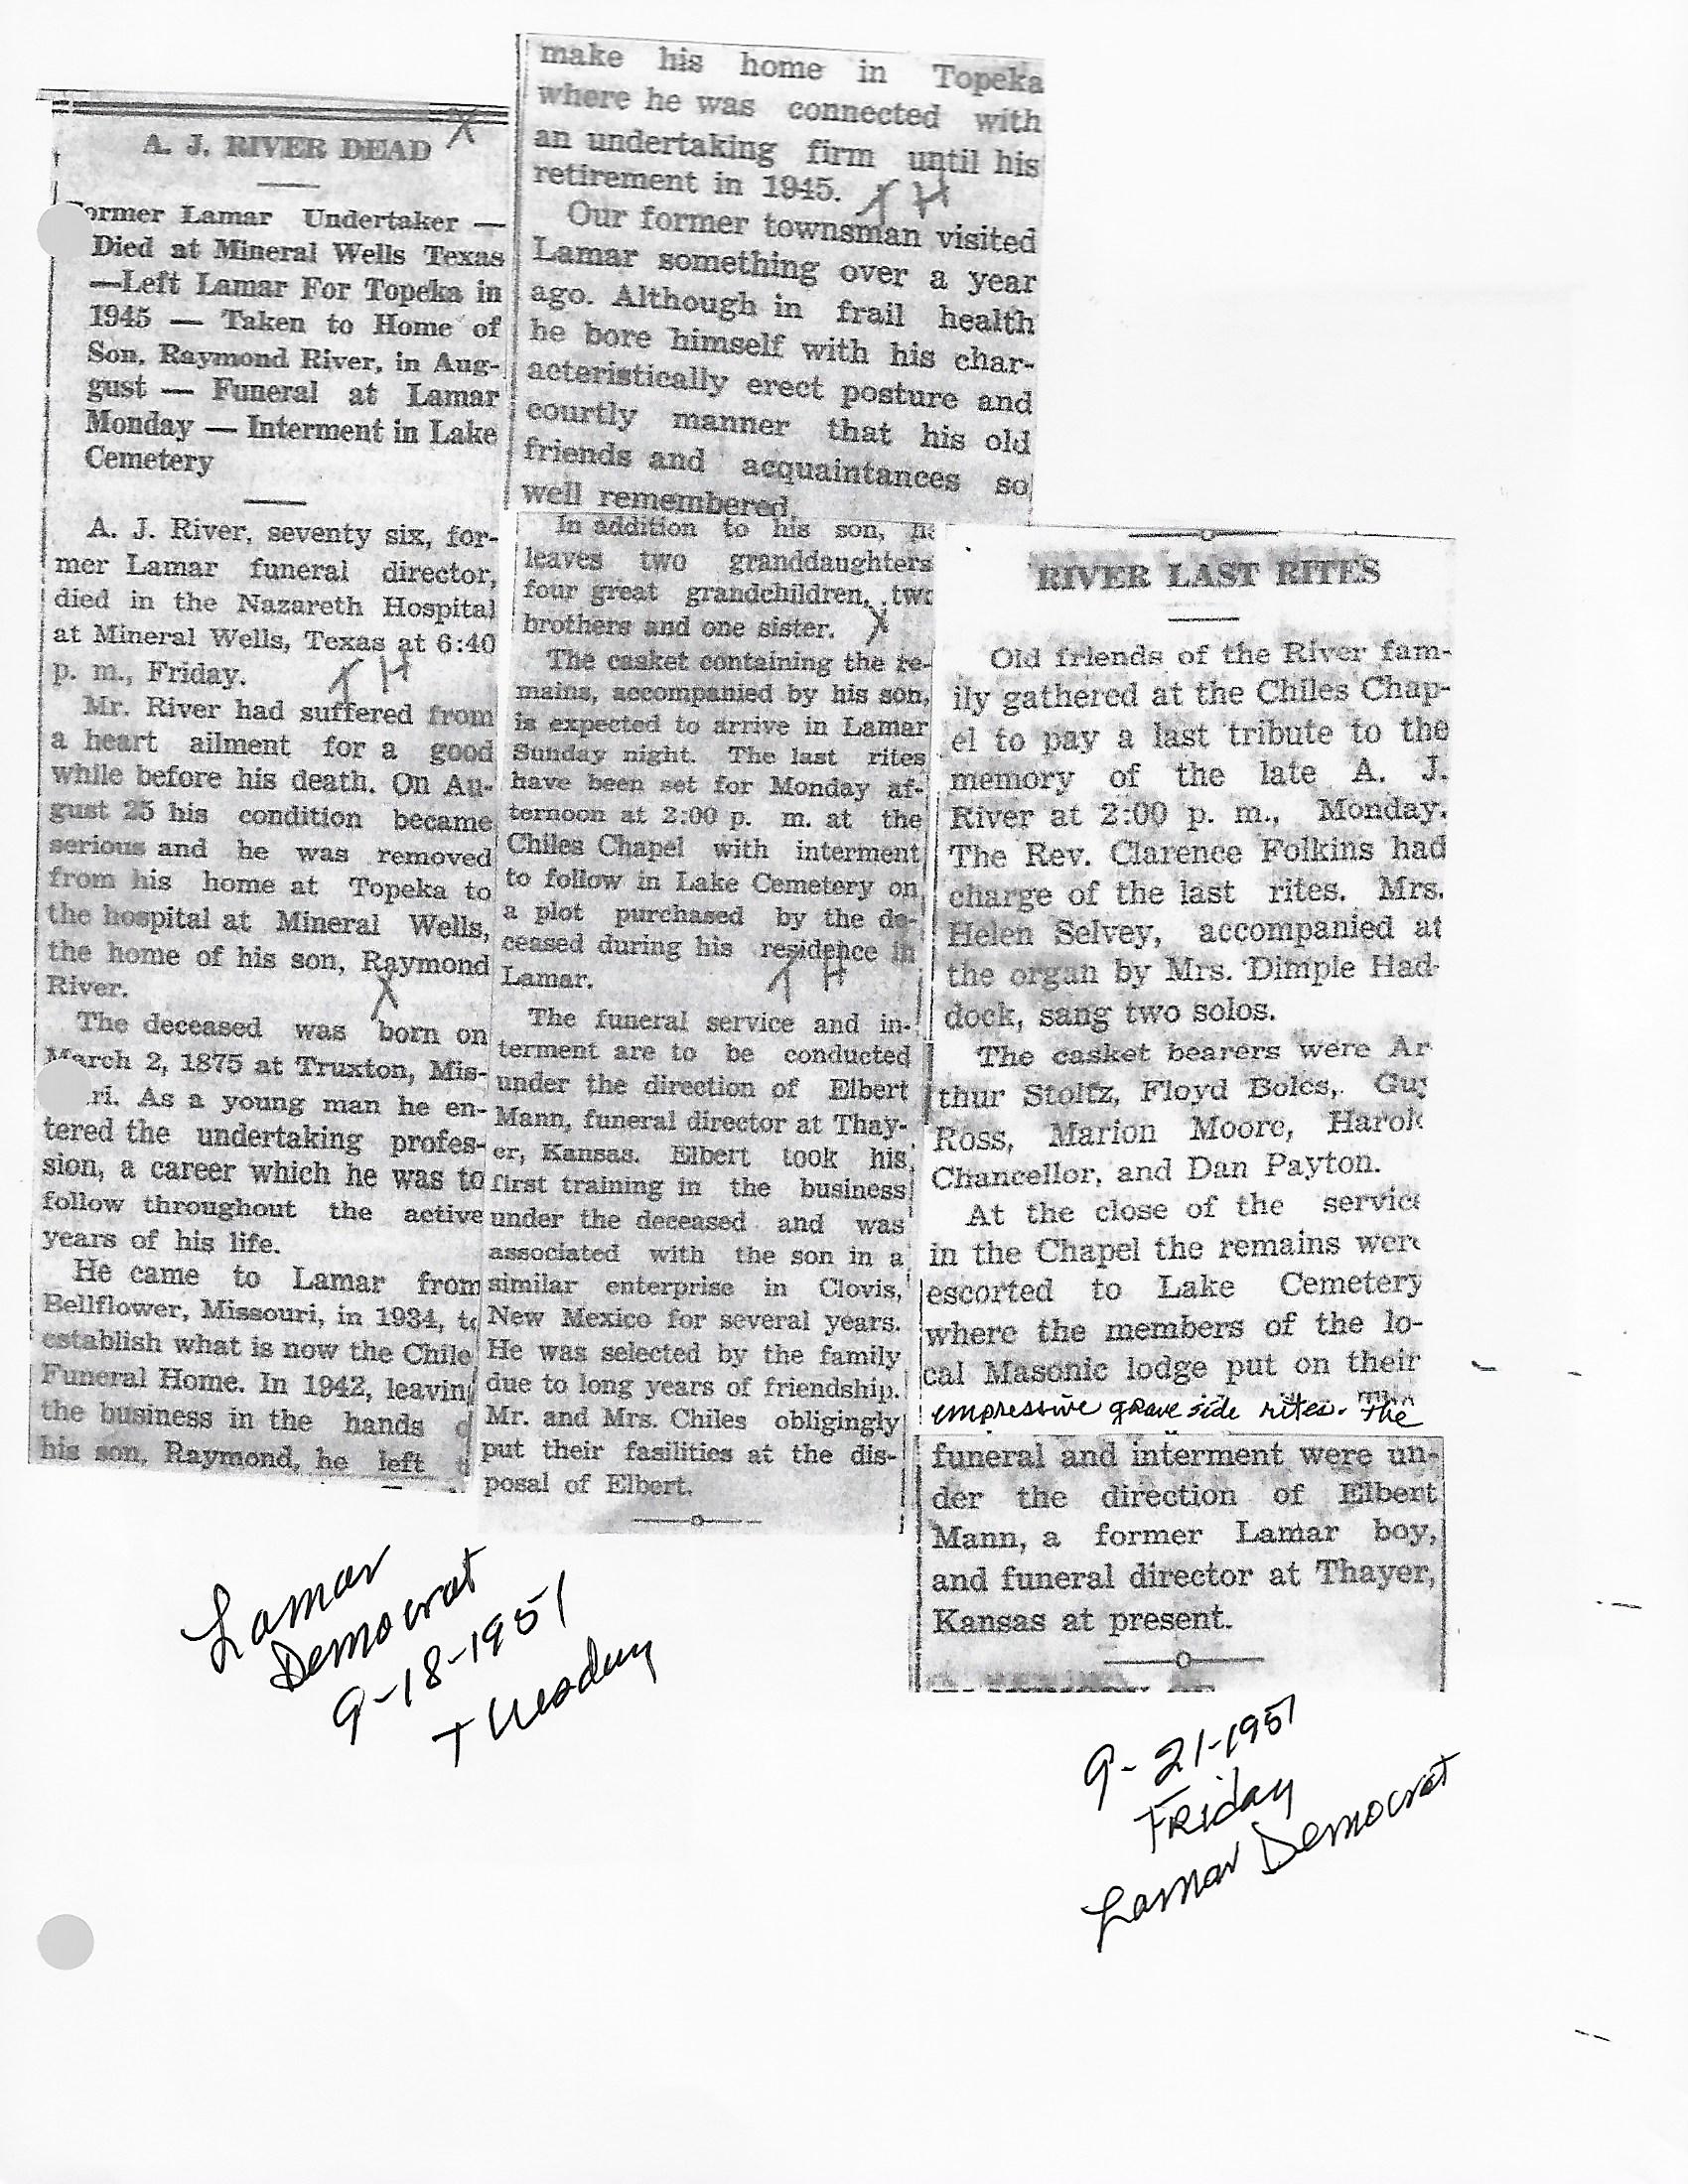 A. J. RIVER DEAD X
Former Lamar Undertaker —
Died at Mineral Wells Texas
—Left Lamar For Topeka in
1945 — Taken to Home of
Son, Raymond River, in Aug-
gust — Funeral at Lamar
Monday — Interment in Lake
Cemetery
A. J. River, seventy six, for-
mer Lamar funeral director,
died in the Nazareth Hospital
at Mineral Wells, Texas at 6:40
p. m., Friday.
Mr. River had suffered from
a heart ailment for a good
while before his death. On Au-
gust 25 his condition became
serious and he was removed
from his home at Topeka to
the hospital at Mineral Wells,
the home of his son, Raymond
River. X
The deceased was born on
March 2, 1875 at Truxton, Mis-
ri. As a young man he en-
tered the undertaking profes-
sion, a career which he was to
follow throughout the active
years of his life.
He came to Lamar from
Bellflower, Missouri, in 1934, to
establish what is now the Chile
Funeral Home. In 1942, leaving
the business in the hands
his son, Raymond, he left
make his home in Topeka
where he was connected with
an undertaking firm until his
retirement in 1945.
Our former townsman visited
Lamar something over a year
ago. Although in frail health
he bore himself with his char-
acteristically erect posture and
courtly manner that his old
friends and acquaintances so
well remembered.
In addition to his son, he
leaves two granddaughters
four great grandchildren, two
brothers and one sister. X
The casket containing the re-
mains, accompanied by his son,
is expected to arrive in Lamar
Sunday night. The last rites
have been set for Monday af-
ternoon at 2:00 p. m. at the
Chiles Chapel with interment
to follow in Lake Cemetery on
a plot purchased by the de-
ceased during his residence in
Lamar.
The funeral service and in-
terment are to be conducted
under the direction of Elbert
Mann, funeral director at Thay-
er, Kansas. Elbert took his
first training in the business
under the deceased and was
associated with the son in a
similar enterprise in Clovis,
New Mexico for several years.
He was selected by the family
due to long years of friendship.
Mr. and Mrs. Chiles obligingly
put their fasilities at the dis-
posal of Elbert.
Lamar
Democrat
9-18-1951
Tuesday
RIVER LAST RITES
Old friends of the River fam-
ily gathered at the Chiles Chap-
el to pay a last tribute to the
memory of the late A. J.
River at 2:00 p. m., Monday.
The Rev. Clarence Folkins had
charge of the last rites. Mrs.
Helen Selvey, accompanied at
the organ by Mrs. Dimple Had-
dock, sang two solos.
The casket bearers were Ar
thur Stoltz, Floyd Boles, Guy
Ross, Marion Moore, Harold
Chancellor, and Dan Payton.
At the close of the service
in the Chapel the remains were
escorted to Lake Cemetery
where the members of the lo-
cal Masonic lodge put on their
empressive grave side rites. The
funeral and interment were un-
der the direction of Elbert
Mann, a former Lamar boy,
and funeral director at Thayer,
Kansas at present.
9-21-1951
Friday
Lamar Democrat